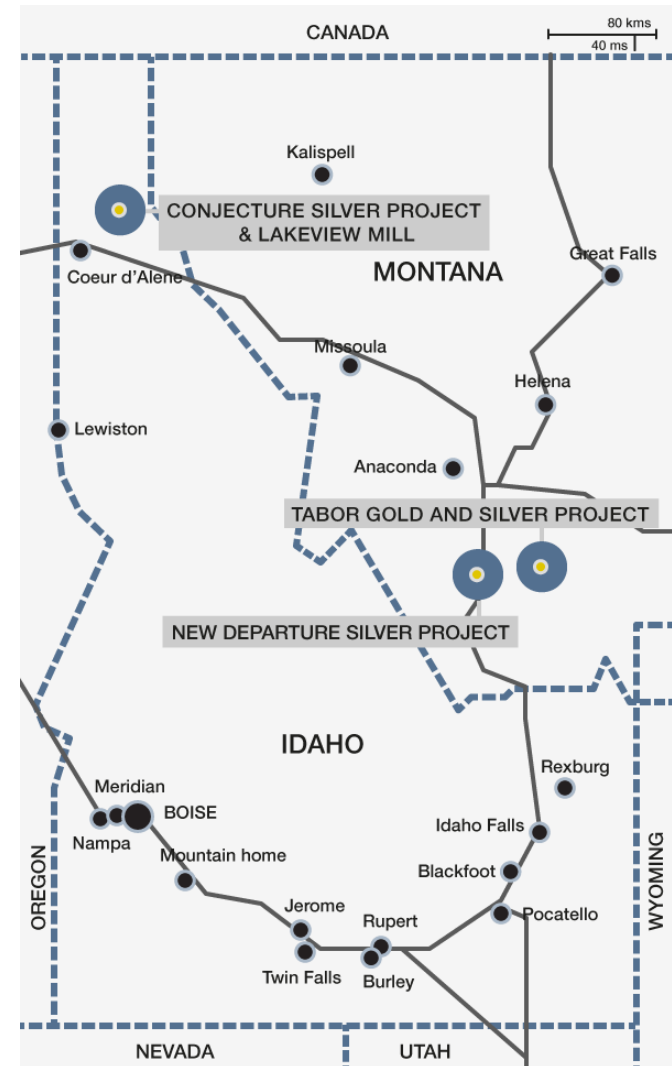 80 kms
40 ms
CANADA
Kalispell
CONJECTURE SILVER PROJECT
& LAKEVIEW MILL
Coeur d’Alene
MONTANA
Great Falls
Missoula
Helena
Lewiston
Anaconda
TABOR GOLD AND SILVER PROJECT
NEW DEPARTURE SILVER PROJECT
IDAHO
Rexburg
Meridian
BOISE
Nampa
Idaho Falls
Mountain home
Blackfoot
OREGON
WYOMING
Jerome
Rupert
Pocatello
Twin Falls
Burley
NEVADA
UTAH